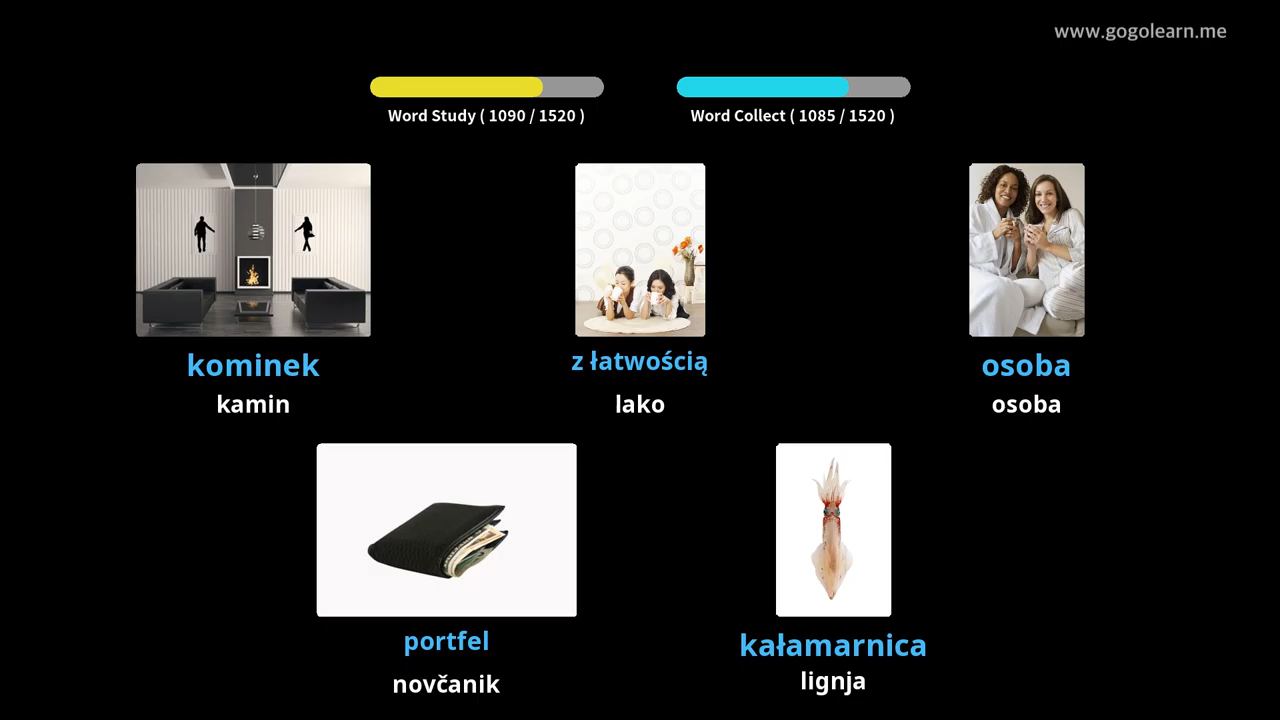 www.gogolearn.me
Word Study ( 1090 / 1520 )
Word Collect ( 1085 / 1520 )
kominek
z łatwością
osoba
kamin
lako
osoba
portfel
kałamarnica
novčanik
lignja